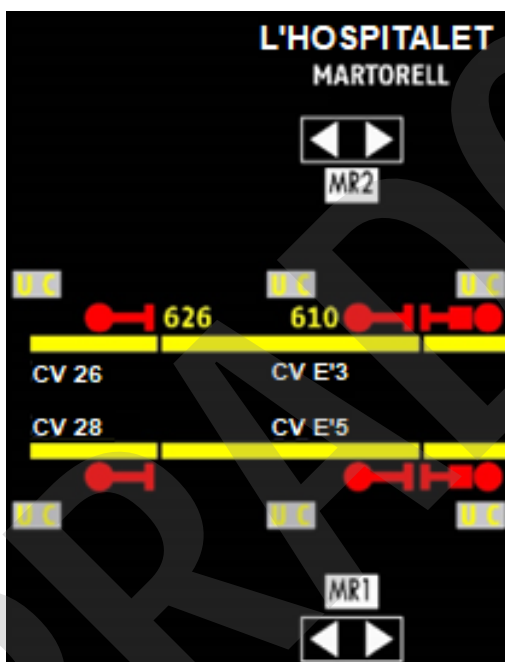 L'HOSPITALET
MARTORELL
MR2
U C U C U C
626 610
CV 26 CV E'3
CV 28 CV E'5
U C U C U C
MR1